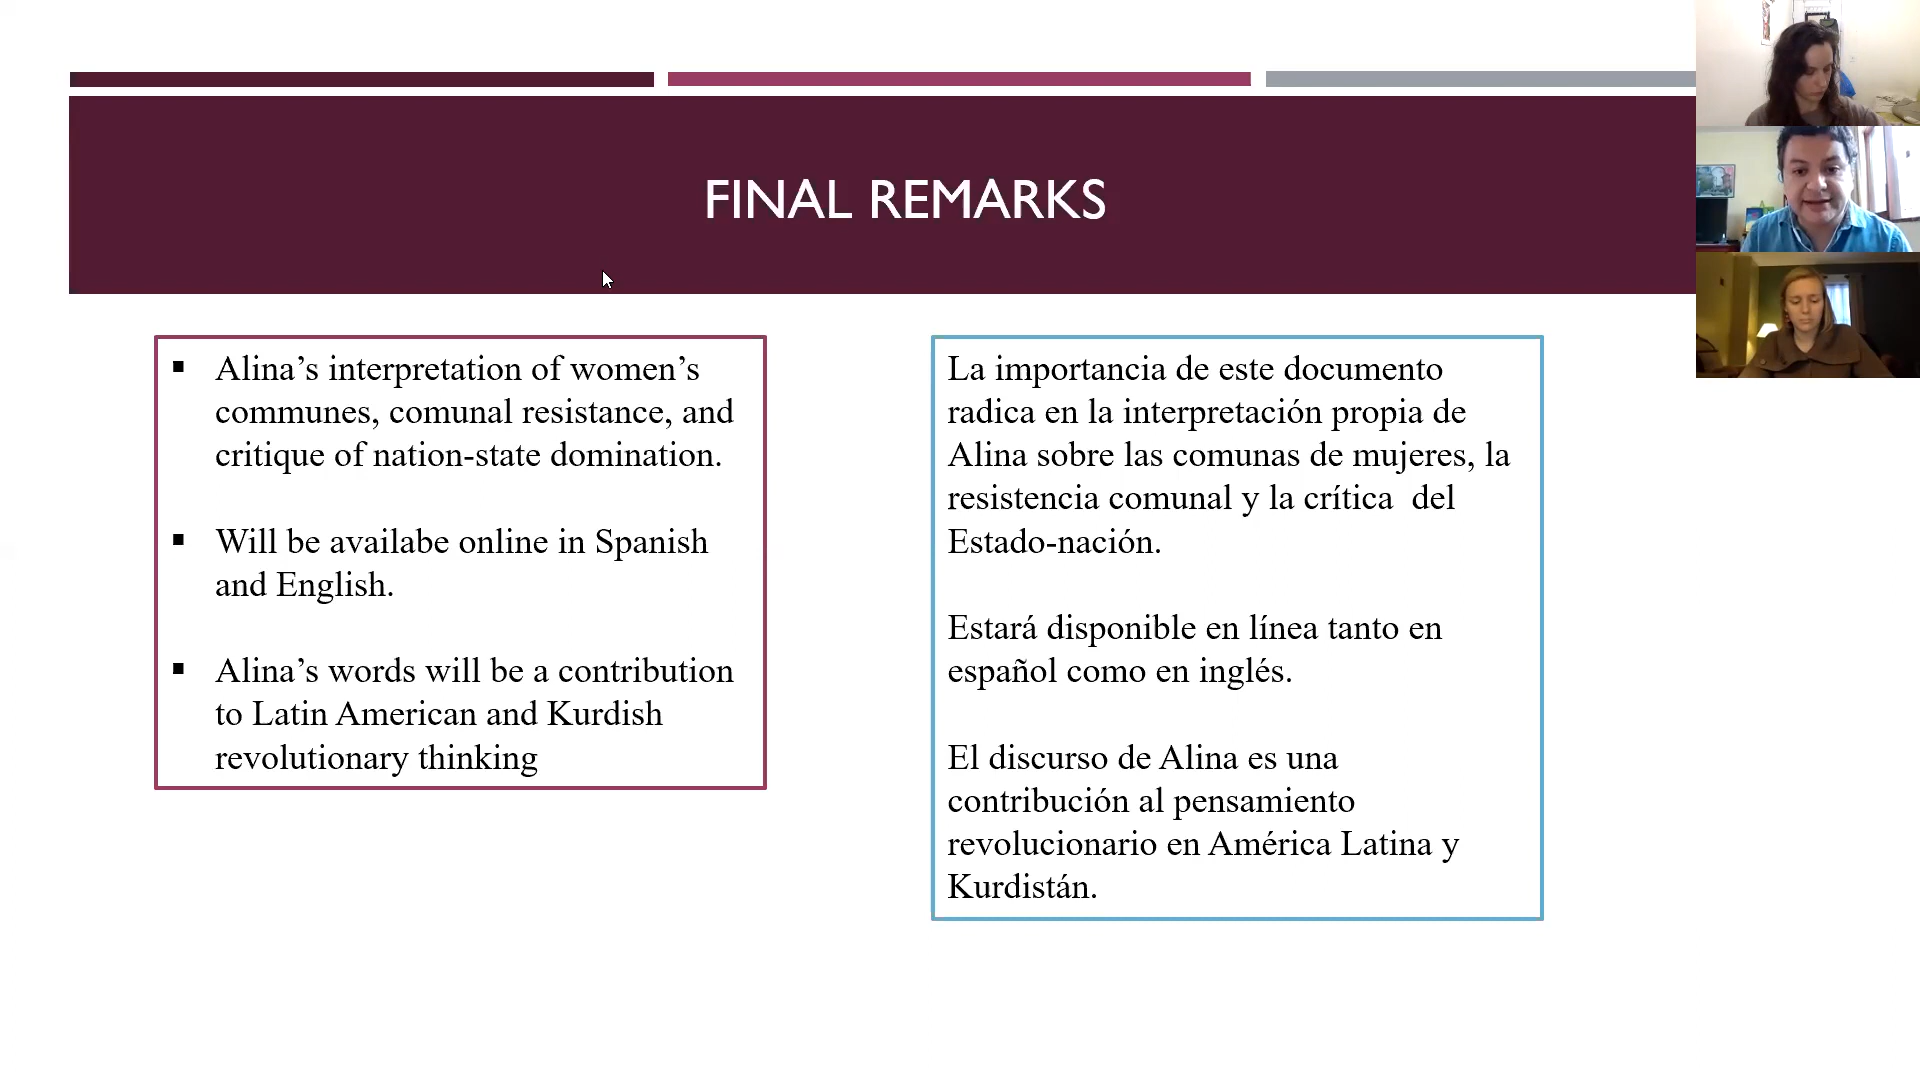 FINAL REMARKS
▪ Alina’s interpretation of women’s
communes, comunal resistance, and
critique of nation-state domination.
▪ Will be availabe online in Spanish
and English.
▪ Alina’s words will be a contribution
to Latin American and Kurdish
revolutionary thinking
La importancia de este documento
radica en la interpretación propia de
Alina sobre las comunas de mujeres, la
resistencia comunal y la crítica  del
Estado-nación.
Estará disponible en línea tanto en
español como en inglés.
El discurso de Alina es una
contribución al pensamiento
revolucionario en América Latina y
Kurdistán.